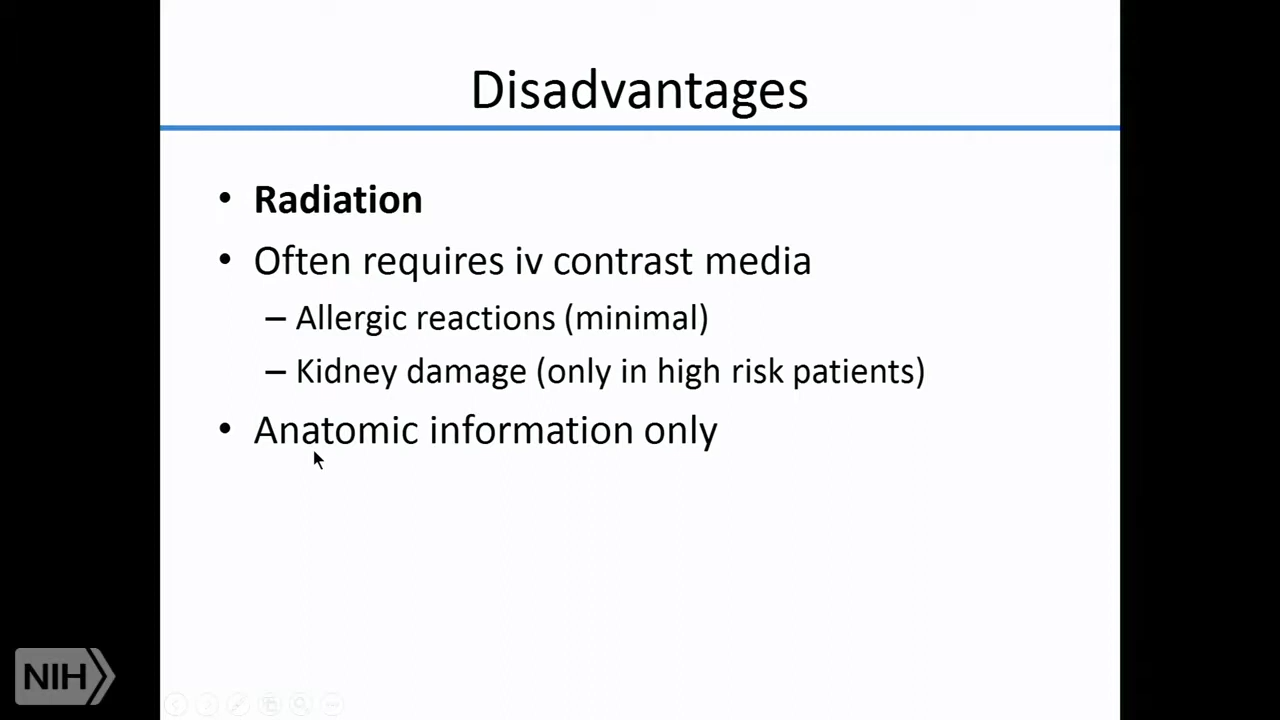 Disadvantages
• Radiation
• Often requires iv contrast media
– Allergic reactions (minimal)
– Kidney damage (only in high risk patients)
• Anatomic information only
NIH